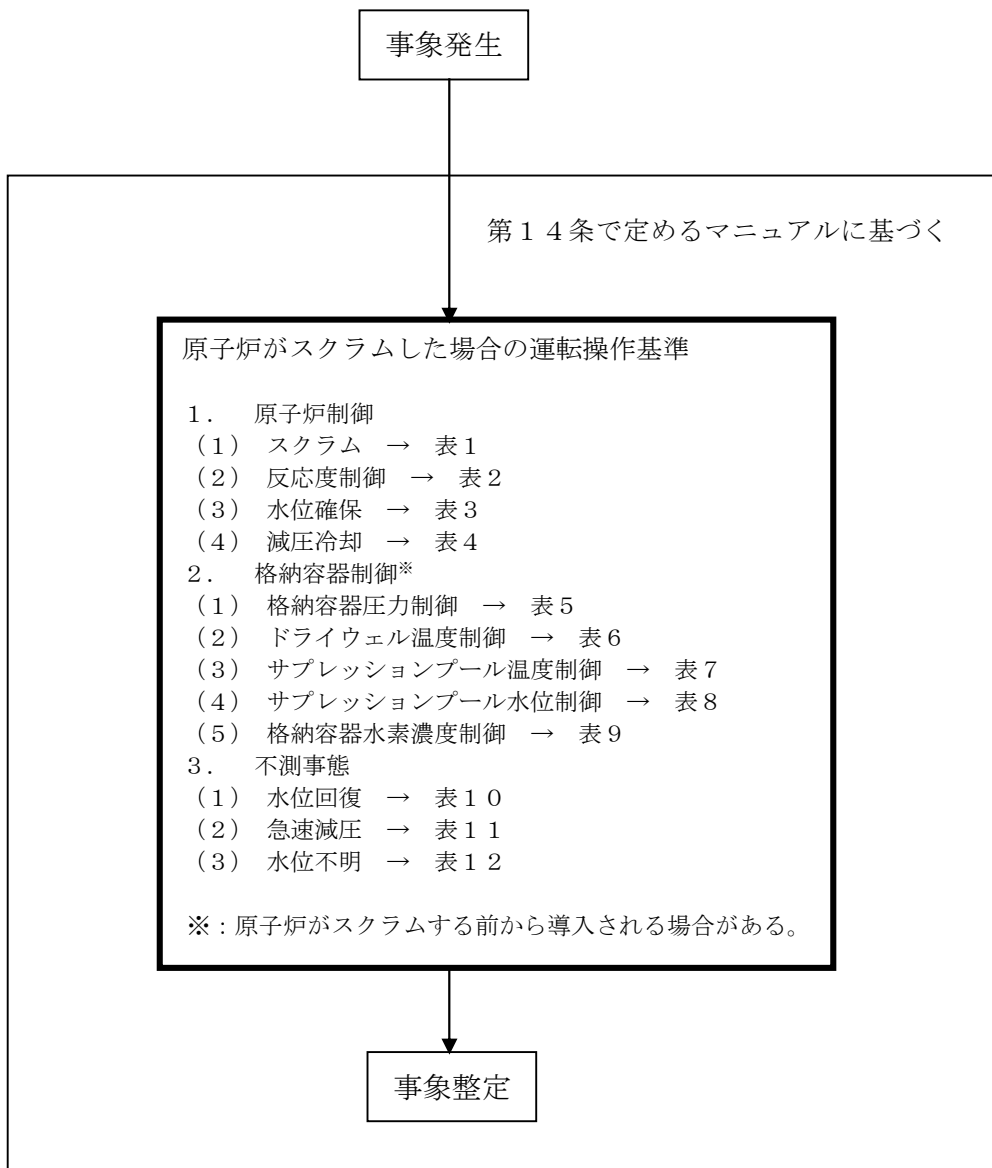 事象発生
第１４条で定めるマニュアルに基づく
原子炉がスクラムした場合の運転操作基準
１．　原子炉制御
（１）　スクラム　→　表１
（２）　反応度制御　→　表２
（３）　水位確保　→　表３
（４）　減圧冷却　→　表４
２．　格納容器制御※
（１）　格納容器圧力制御　→　表５
（２）　ドライウェル温度制御　→　表６
（３）　サプレッションプール温度制御　→　表７
（４）　サプレッションプール水位制御　→　表８
（５）　格納容器水素濃度制御　→　表９
３．　不測事態
（１）　水位回復　→　表１０
（２）　急速減圧　→　表１１
（３）　水位不明　→　表１２
※：原子炉がスクラムする前から導入される場合がある。
事象整定